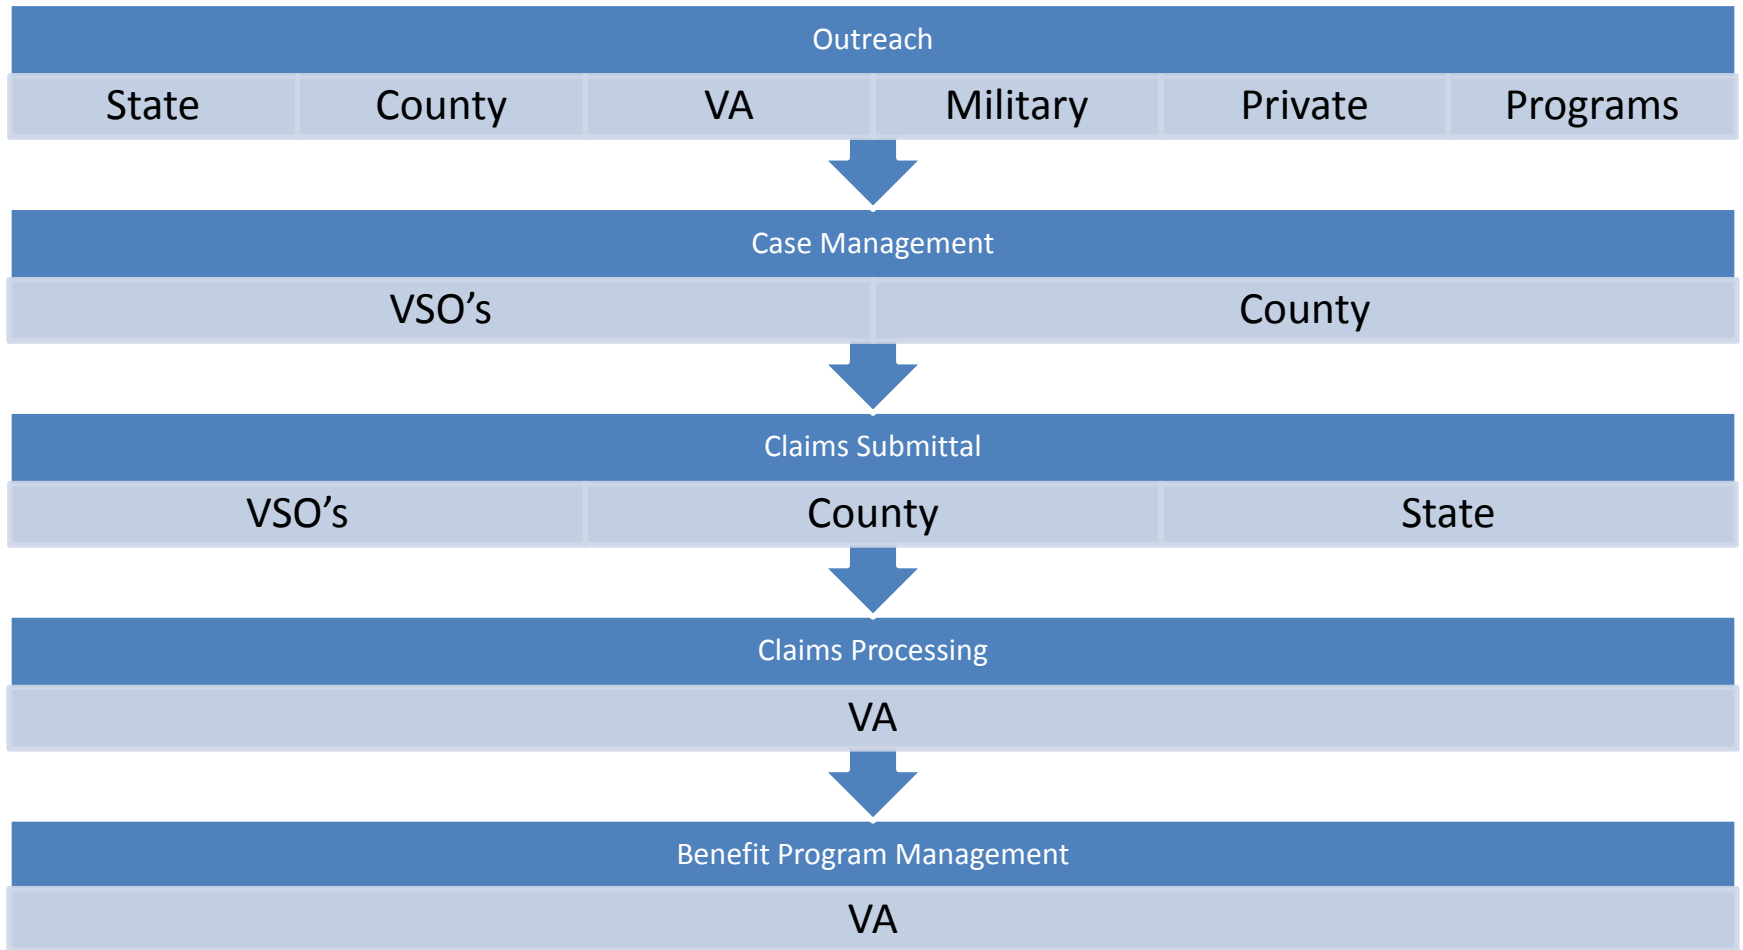 Outreach
State County VA Military Private Programs
Case Management
VSO’s County
Claims Submittal
VSO’s County State
Claims Processing
VA
Benefit Program Management
VA